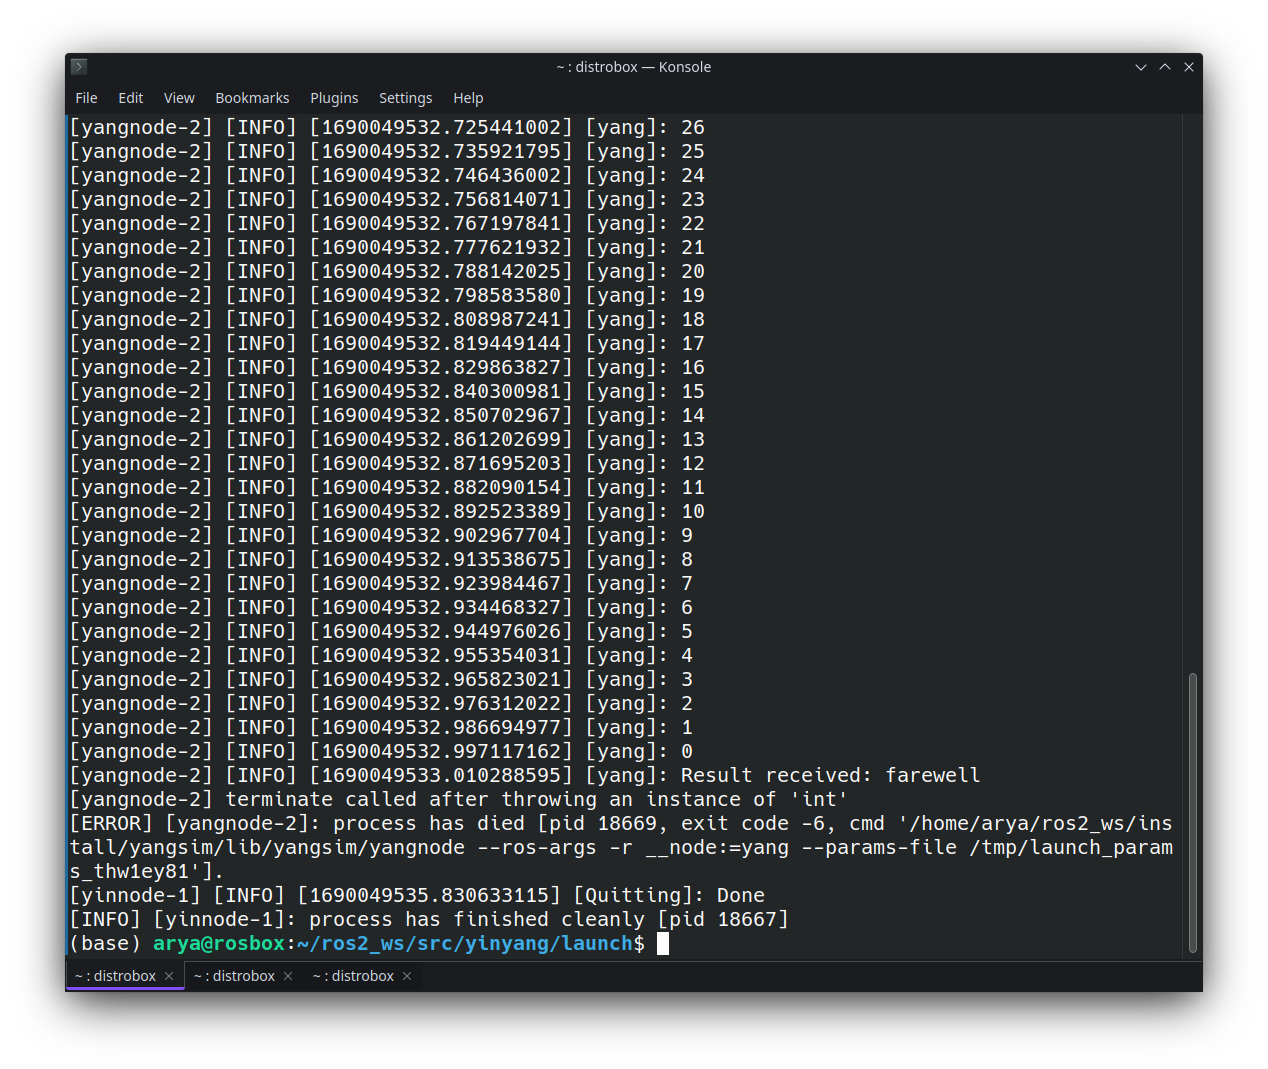 ~ : distrobox — Konsole
File Edit View Bookmarks Plugins Settings Help
[yangnode-2] [INFO] [1690049532.725441002] [yang]: 26
[yangnode-2] [INFO] [1690049532.735921795] [yang]: 25
[yangnode-2] [INFO] [1690049532.746436002] [yang]: 24
[yangnode-2] [INFO] [1690049532.756814071] [yang]: 23
[yangnode-2] [INFO] [1690049532.767197841] [yang]: 22
[yangnode-2] [INFO] [1690049532.777621932] [yang]: 21
[yangnode-2] [INFO] [1690049532.788142025] [yang]: 20
[yangnode-2] [INFO] [1690049532.798583580] [yang]: 19
[yangnode-2] [INFO] [1690049532.808987241] [yang]: 18
[yangnode-2] [INFO] [1690049532.819449144] [yang]: 17
[yangnode-2] [INFO] [1690049532.829863827] [yang]: 16
[yangnode-2] [INFO] [1690049532.840300981] [yang]: 15
[yangnode-2] [INFO] [1690049532.850702967] [yang]: 14
[yangnode-2] [INFO] [1690049532.861202699] [yang]: 13
[yangnode-2] [INFO] [1690049532.871695203] [yang]: 12
[yangnode-2] [INFO] [1690049532.882090154] [yang]: 11
[yangnode-2] [INFO] [1690049532.892523389] [yang]: 10
[yangnode-2] [INFO] [1690049532.902967704] [yang]: 9
[yangnode-2] [INFO] [1690049532.913538675] [yang]: 8
[yangnode-2] [INFO] [1690049532.923984467] [yang]: 7
[yangnode-2] [INFO] [1690049532.934468327] [yang]: 6
[yangnode-2] [INFO] [1690049532.944976026] [yang]: 5
[yangnode-2] [INFO] [1690049532.955354031] [yang]: 4
[yangnode-2] [INFO] [1690049532.965823021] [yang]: 3
[yangnode-2] [INFO] [1690049532.976312022] [yang]: 2
[yangnode-2] [INFO] [1690049532.986694977] [yang]: 1
[yangnode-2] [INFO] [1690049532.997117162] [yang]: 0
[yangnode-2] [INFO] [1690049533.010288595] [yang]: Result received: farewell
[yangnode-2] terminate called after throwing an instance of 'int'
[ERROR] [yangnode-2]: process has died [pid 18669, exit code -6, cmd '/home/arya/ros2_ws/ins
tall/yangsim/lib/yangsim/yangnode --ros-args -r __node:=yang --params-file /tmp/launch_param
s_thw1ey81'].
[yinnode-1] [INFO] [1690049535.830633115] [Quitting]: Done
[INFO] [yinnode-1]: process has finished cleanly [pid 18667]
(base) arya@rosbox:~/ros2_ws/src/yinyang/launch$
~ : distrobox ~ : distrobox ~ : distrobox